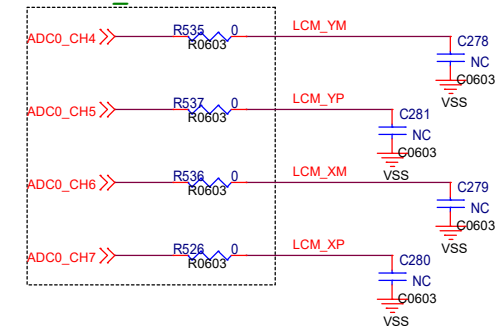 R535 0 LCM_YM
ADC0_CH4
R0603
C278
NC
C0603
VSS
R537 0 LCM_YP
ADC0_CH5
R0603
C281
NC
C0603
VSS
R536 0 LCM_XM
ADC0_CH6
R0603
C279
NC
C0603
VSS
R526 0 LCM_XP
ADC0_CH7
R0603
C280
NC
C0603
VSS